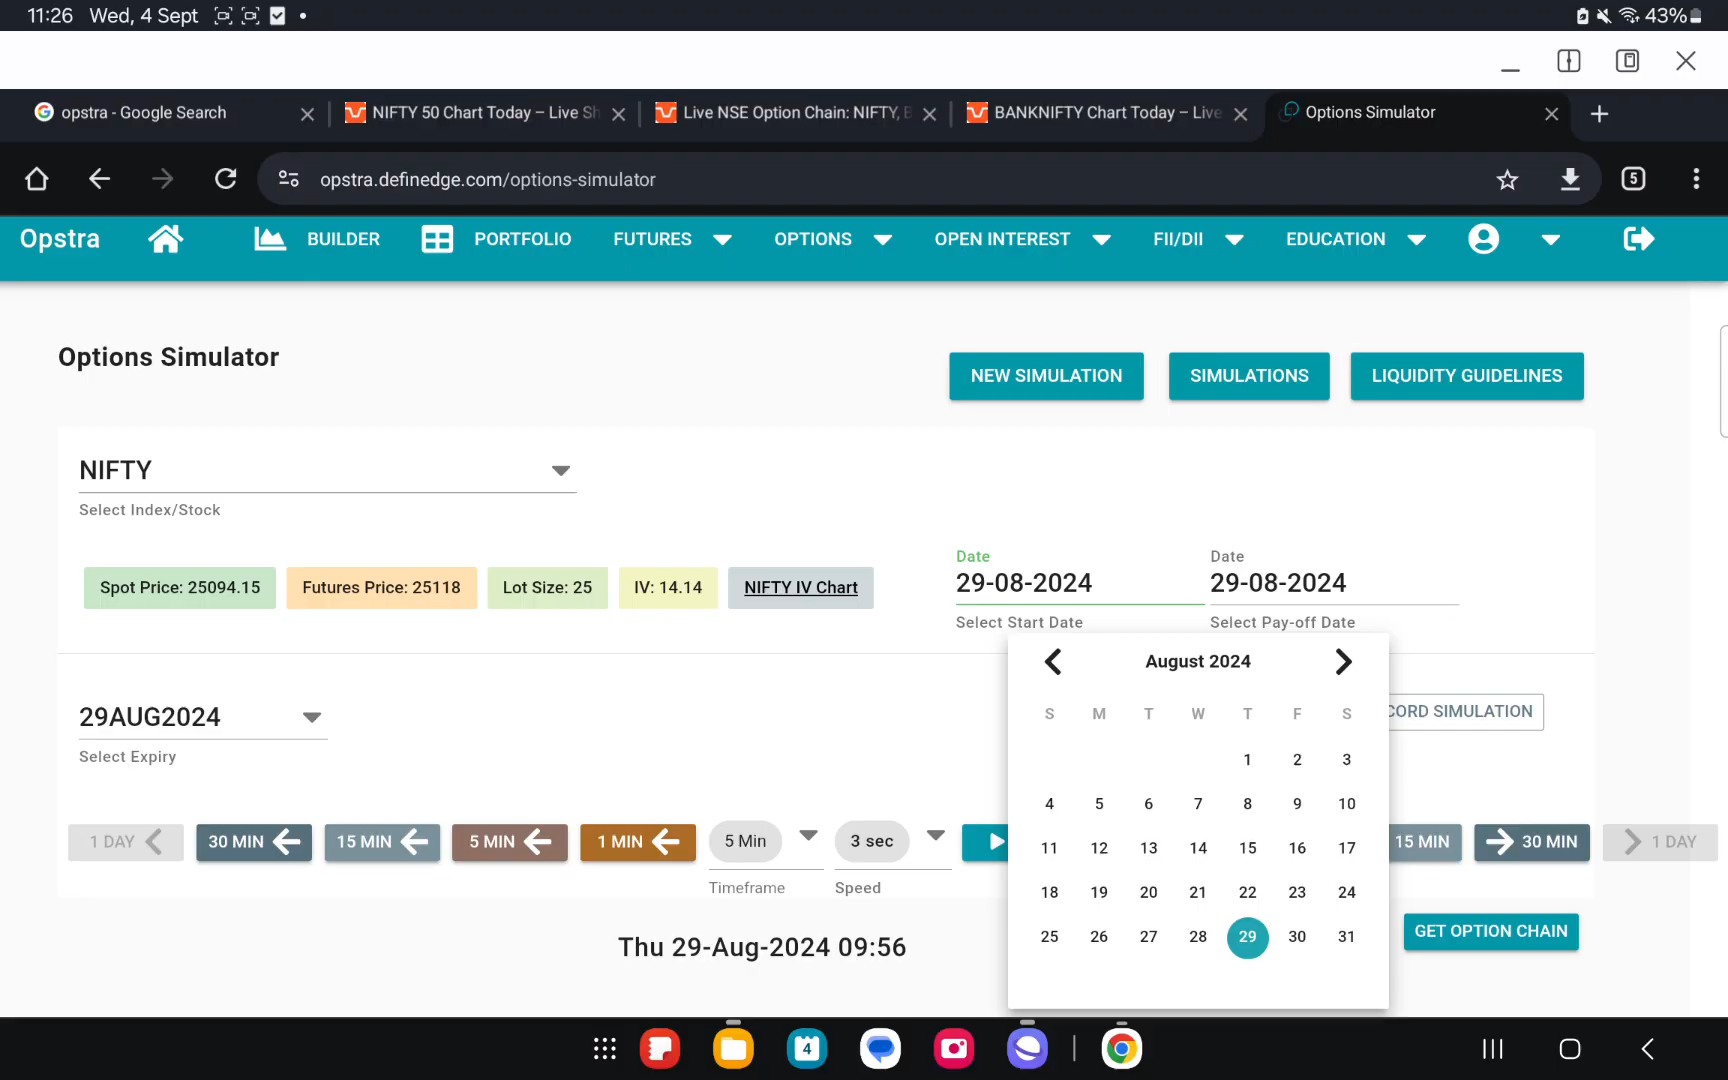 11:26 Wed, 4 Sept
43%
opstra - Google Search
NIFTY 50 Chart Today – Live Sh
Live NSE Option Chain: NIFTY, B
BANKNIFTY Chart Today – Live
Options Simulator
opstra.definedge.com/options-simulator
5
Opstra
BUILDER
PORTFOLIO
FUTURES
OPTIONS
OPEN INTEREST
FII/DII
EDUCATION
Options Simulator
NEW SIMULATION
SIMULATIONS
LIQUIDITY GUIDELINES
NIFTY
Select Index/Stock
Spot Price: 25094.15
Futures Price: 25118
Lot Size: 25
IV: 14.14
NIFTY IV Chart
Date
29-08-2024
Select Start Date
Date
29-08-2024
Select Pay-off Date
29AUG2024
Select Expiry
August 2024
S M T W T F S
1 2 3
4 5 6 7 8 9 10
11 12 13 14 15 16 17
18 19 20 21 22 23 24
25 26 27 28 29 30 31
CORD SIMULATION
1 DAY
30 MIN
15 MIN
5 MIN
1 MIN
5 Min
Timeframe
3 sec
Speed
15 MIN
30 MIN
1 DAY
Thu 29-Aug-2024 09:56
GET OPTION CHAIN
4